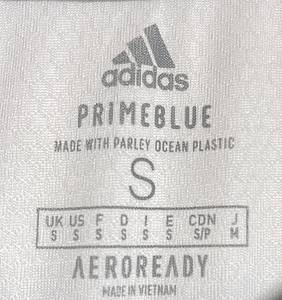 adidas
PRIMEBLUE
MADE WITH PARLEY OCEAN PLASTIC
S
UK US F D I E CDN J
S S S S S S S/P M
AEROREADY
MADE IN VIETNAM